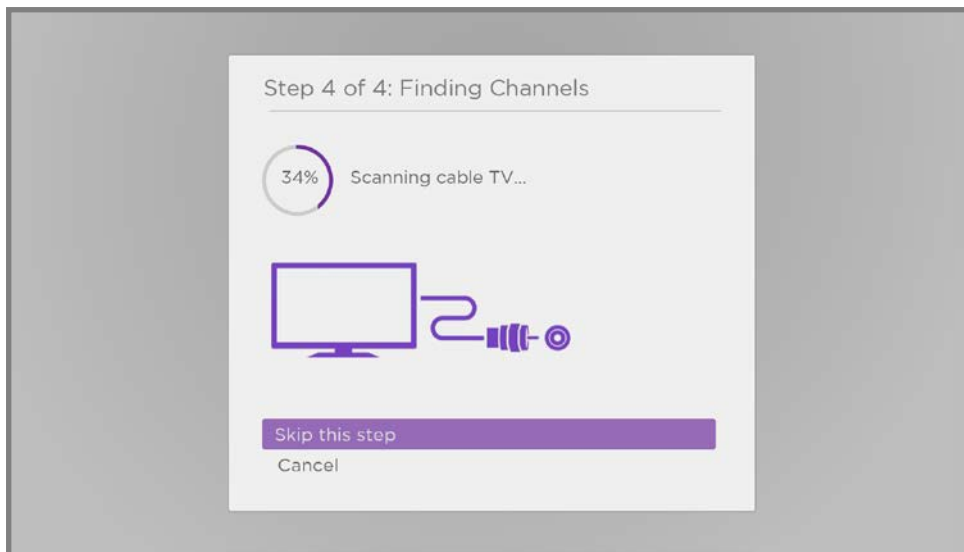 Step 4 of 4: Finding Channels
34% Scanning cable TV...
Skip this step
Cancel